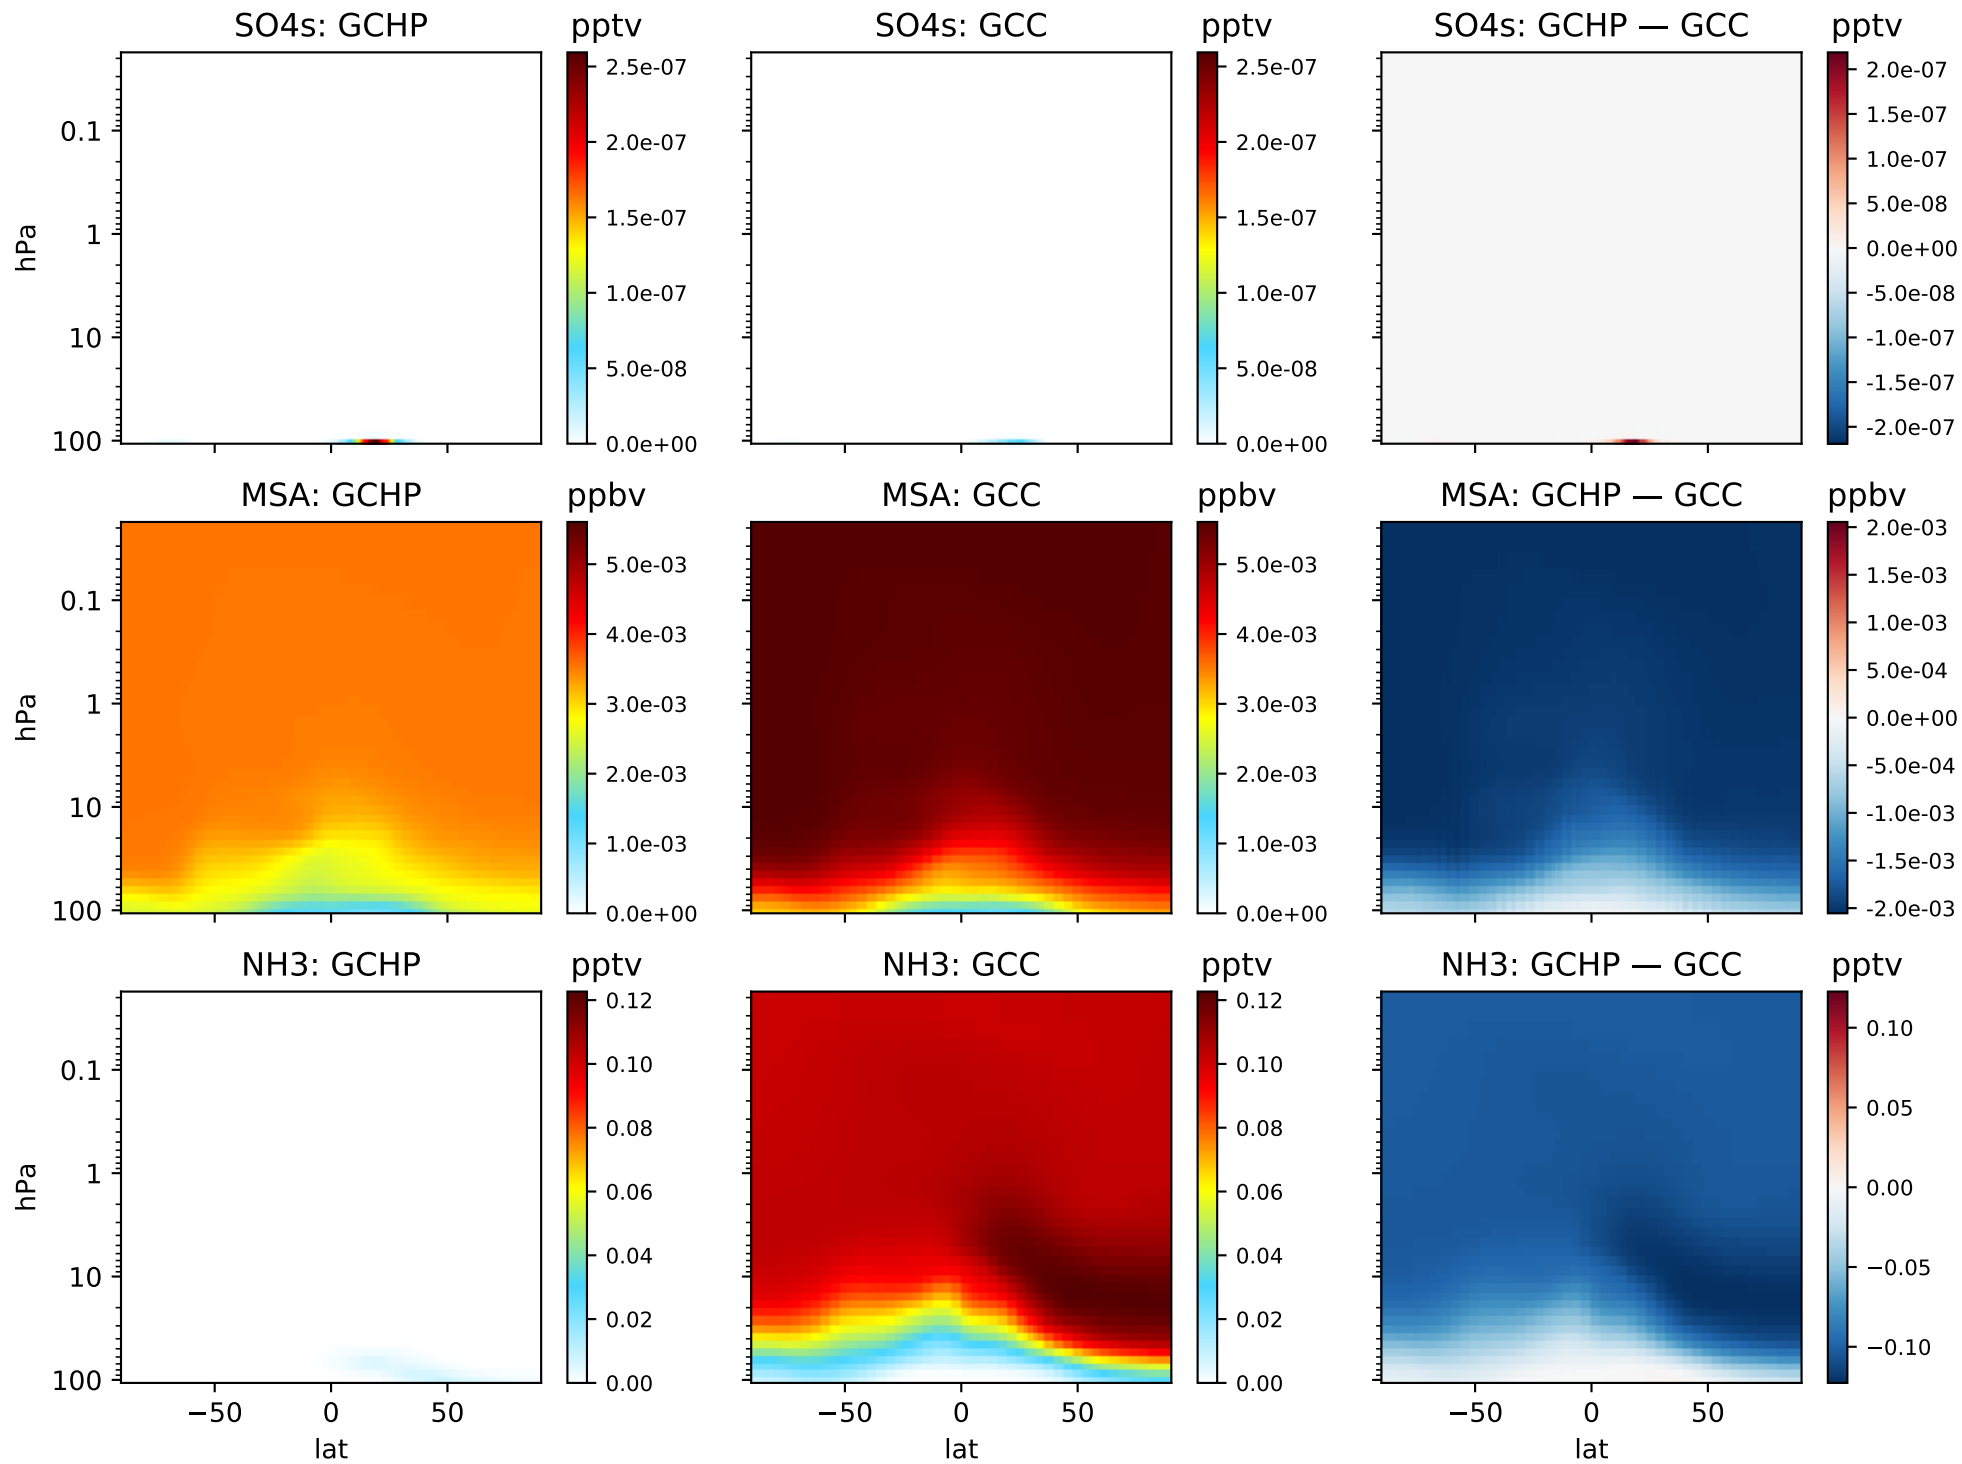 SO4s: GCHP
pptv
SO4s: GCC
pptv
SO4s: GCHP — GCC
pptv
hPa
0.1
1
10
100
2.5e-07
2.0e-07
1.5e-07
1.0e-07
5.0e-08
0.0e+00
2.5e-07
2.0e-07
1.5e-07
1.0e-07
5.0e-08
0.0e+00
2.0e-07
1.5e-07
1.0e-07
5.0e-08
0.0e+00
-5.0e-08
-1.0e-07
-1.5e-07
-2.0e-07
MSA: GCHP
ppbv
MSA: GCC
ppbv
MSA: GCHP — GCC
ppbv
hPa
0.1
1
10
100
5.0e-03
4.0e-03
3.0e-03
2.0e-03
1.0e-03
0.0e+00
5.0e-03
4.0e-03
3.0e-03
2.0e-03
1.0e-03
0.0e+00
2.0e-03
1.5e-03
1.0e-03
5.0e-04
0.0e+00
-5.0e-04
-1.0e-03
-1.5e-03
-2.0e-03
NH3: GCHP
pptv
NH3: GCC
pptv
NH3: GCHP — GCC
pptv
hPa
0.1
1
10
100
0.12
0.10
0.08
0.06
0.04
0.02
0.00
0.12
0.10
0.08
0.06
0.04
0.02
0.00
0.10
0.05
0.00
−0.05
−0.10
−50
0
50
lat
−50
0
50
lat
−50
0
50
lat